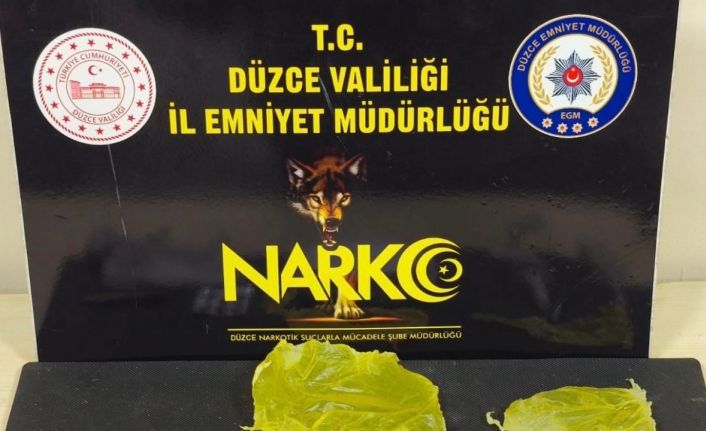 T.C.
DÜZCE VALİLİĞİ
İL EMNİYET MÜDÜRLÜĞÜ
TÜRKİYE CUMHURİYETİ
DÜZCE VALİLİĞİ
DÜZCE EMNİYET MÜDÜRLÜĞÜ
EGM
NARKO
DÜZCE NARKOTİK SUÇLARLA MÜCADELE ŞUBE MÜDÜRLÜĞÜ